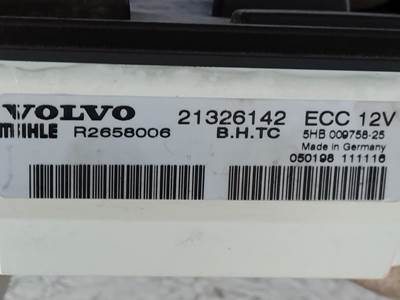 VOLVO 21326142 ECC 12V
MAHLE R2658006 B.H.TC 5HB 009758-25
Made in Germany
050198 111116